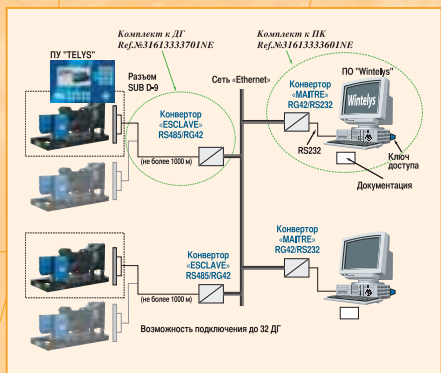 Комплект к ДГ
Ref.№31613333701NE
Комплект к ПК
Ref.№31613333601NE
ПУ "TELYS"
Разъем
SUB D-9
Сеть «Ethernet»
ПО "Wintelys"
Конвертор
«ESCLAVE»
RS485/RG42
(не более 1000 м)
Конвертор
«MAITRE»
RG42/RS232
Wintelys
RS232
Ключ
доступа
Документация
Конвертор
«ESCLAVE»
RS485/RG42
(не более 1000 м)
Конвертор
«MAITRE»
RG42/RS232
Возможность подключения до 32 ДГ